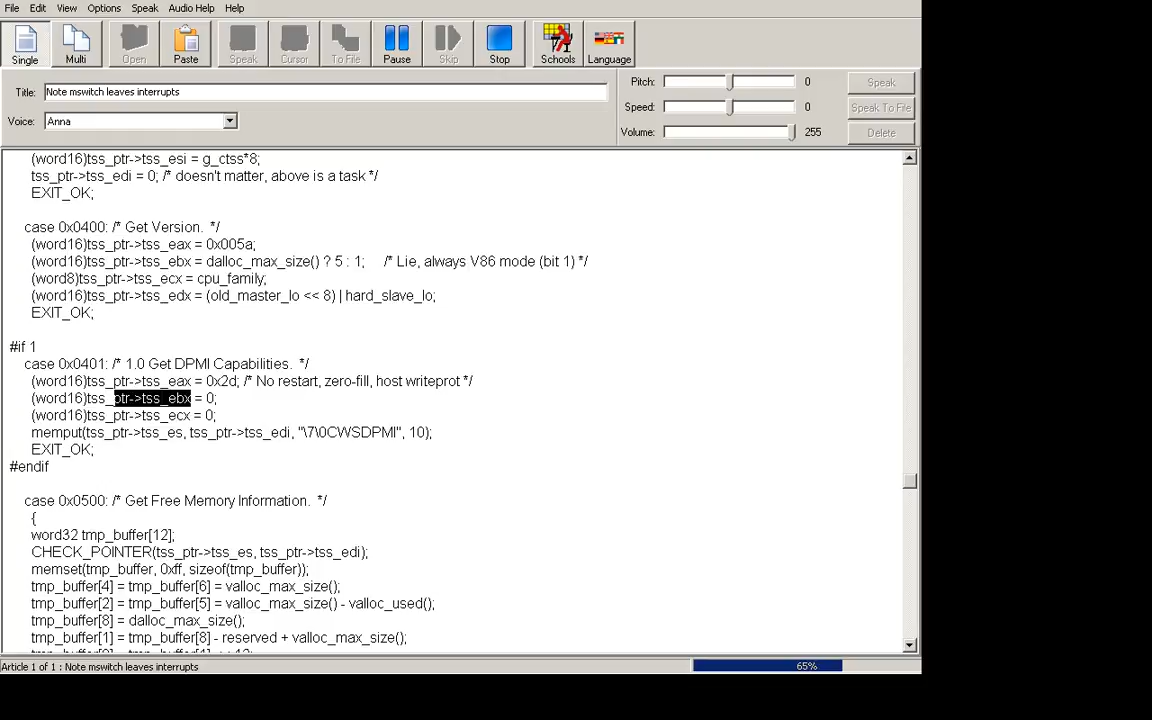 File Edit View Options Speak Audio Help Help
Single Multi Open Paste Speak Cursor To File Pause Skip Stop Schools Language
Title: Note mswitch leaves interrupts
Voice: Anna
Pitch: 0 Speak
Speed: 0 Speak To File
Volume: 255 Delete
(word16)tss_ptr->tss_esi = g_ctss*8;
tss_ptr->tss_edi = 0; /* doesn't matter, above is a task */
EXIT_OK;
case 0x0400: /* Get Version. */
(word16)tss_ptr->tss_eax = 0x005a;
(word16)tss_ptr->tss_ebx = dalloc_max_size() ? 5 : 1; /* Lie, always V86 mode (bit 1) */
(word8)tss_ptr->tss_ecx = cpu_family;
(word16)tss_ptr->tss_edx = (old_master_lo << 8) | hard_slave_lo;
EXIT_OK;
#if 1
case 0x0401: /* 1.0 Get DPMI Capabilities. */
(word16)tss_ptr->tss_eax = 0x2d; /* No restart, zero-fill, host writeprot */
(word16)tss_ptr->tss_ebx = 0;
(word16)tss_ptr->tss_ecx = 0;
memput(tss_ptr->tss_es, tss_ptr->tss_edi, "\7\0CWSDPMI", 10);
EXIT_OK;
#endif
case 0x0500: /* Get Free Memory Information. */
{
word32 tmp_buffer[12];
CHECK_POINTER(tss_ptr->tss_es, tss_ptr->tss_edi);
memset(tmp_buffer, 0xff, sizeof(tmp_buffer));
tmp_buffer[4] = tmp_buffer[6] = valloc_max_size();
tmp_buffer[2] = tmp_buffer[5] = valloc_max_size() - valloc_used();
tmp_buffer[8] = dalloc_max_size();
tmp_buffer[1] = tmp_buffer[8] - reserved + valloc_max_size();
Article 1 of 1 : Note mswitch leaves interrupts
65%